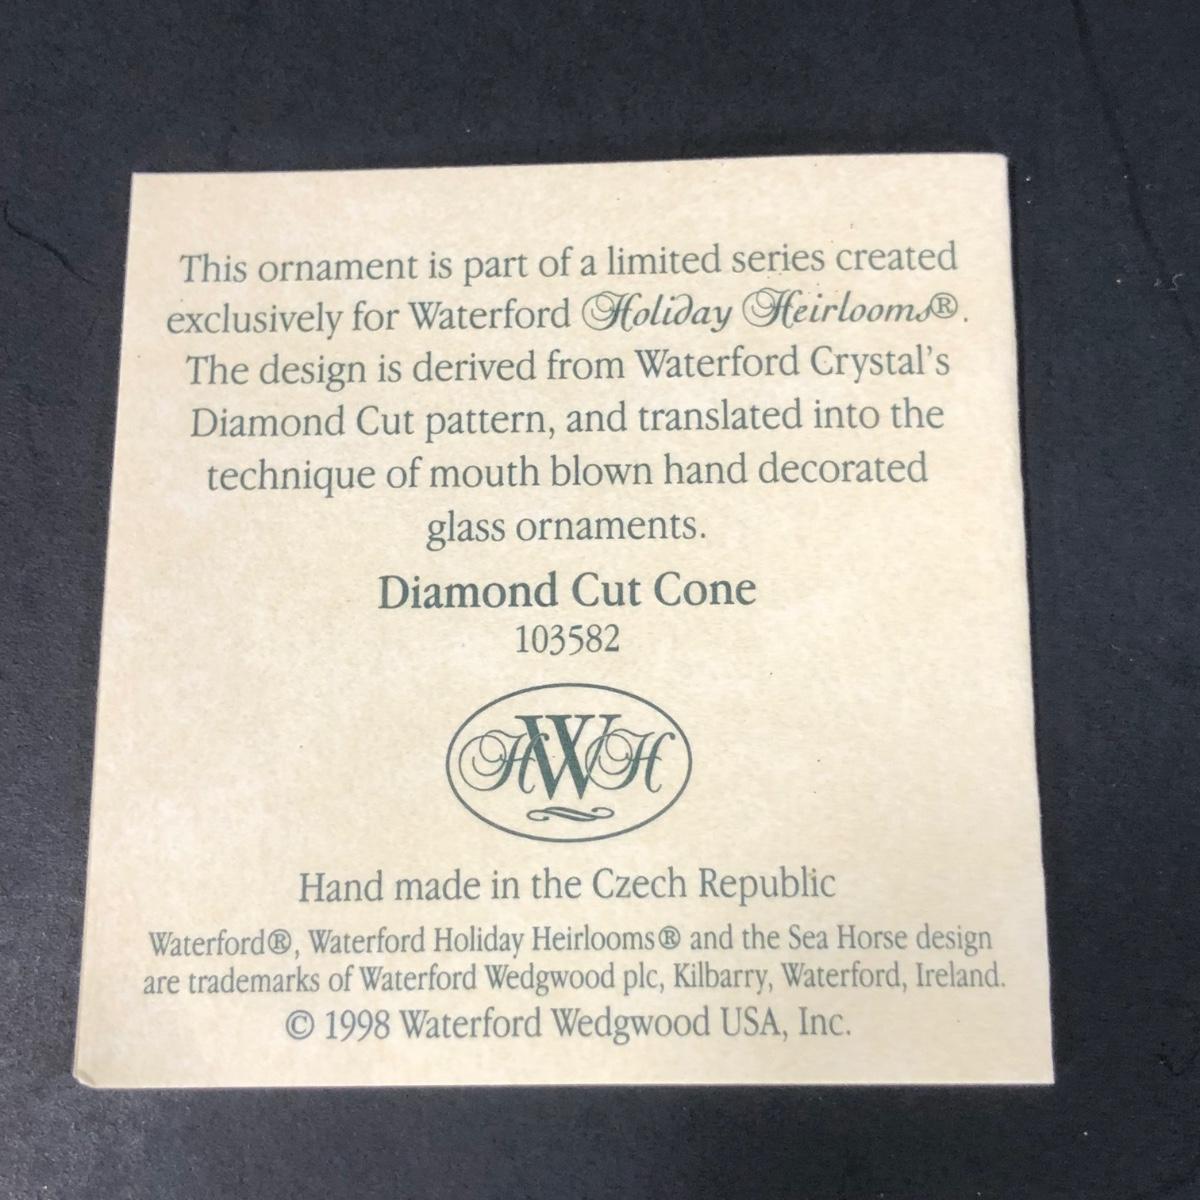 This ornament is part of a limited series created
exclusively for Waterford Holiday Heirlooms®.
The design is derived from Waterford Crystal's
Diamond Cut pattern, and translated into the
technique of mouth blown hand decorated
glass ornaments.
Diamond Cut Cone
103582
HWH
Hand made in the Czech Republic
Waterford®, Waterford Holiday Heirlooms® and the Sea Horse design
are trademarks of Waterford Wedgwood plc, Kilbarry, Waterford, Ireland.
© 1998 Waterford Wedgwood USA, Inc.